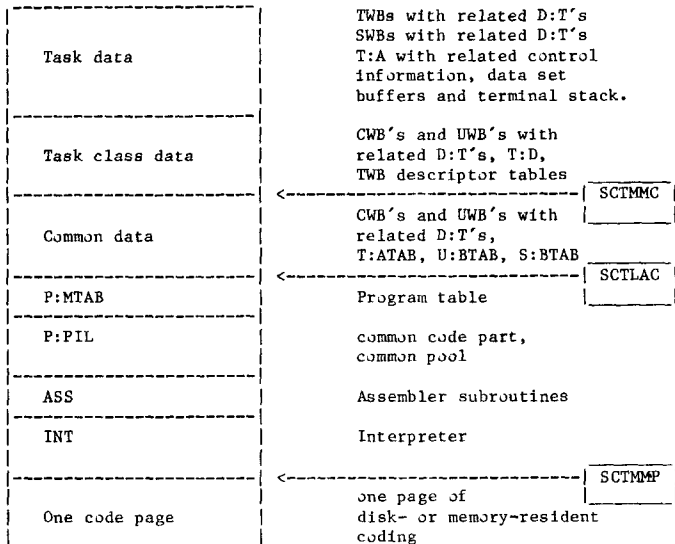 TWBs with related D:T's
SWBs with related D:T's
Task data T:A with related control
information, data set
buffers and terminal stack.
CWB's and UWB's with
Task class data related D:T's, T:D,
TWB descriptor tables
SCTMMC
CWB's and UWB's with
Common data related D:T's,
T:ATAB, U:BTAB, S:BTAB
SCTLAC
P:MTAB Program table
P:PIL common code part,
common pool
ASS Assembler subroutines
INT Interpreter
SCTMMP
one page of
One code page disk- or memory-resident
coding